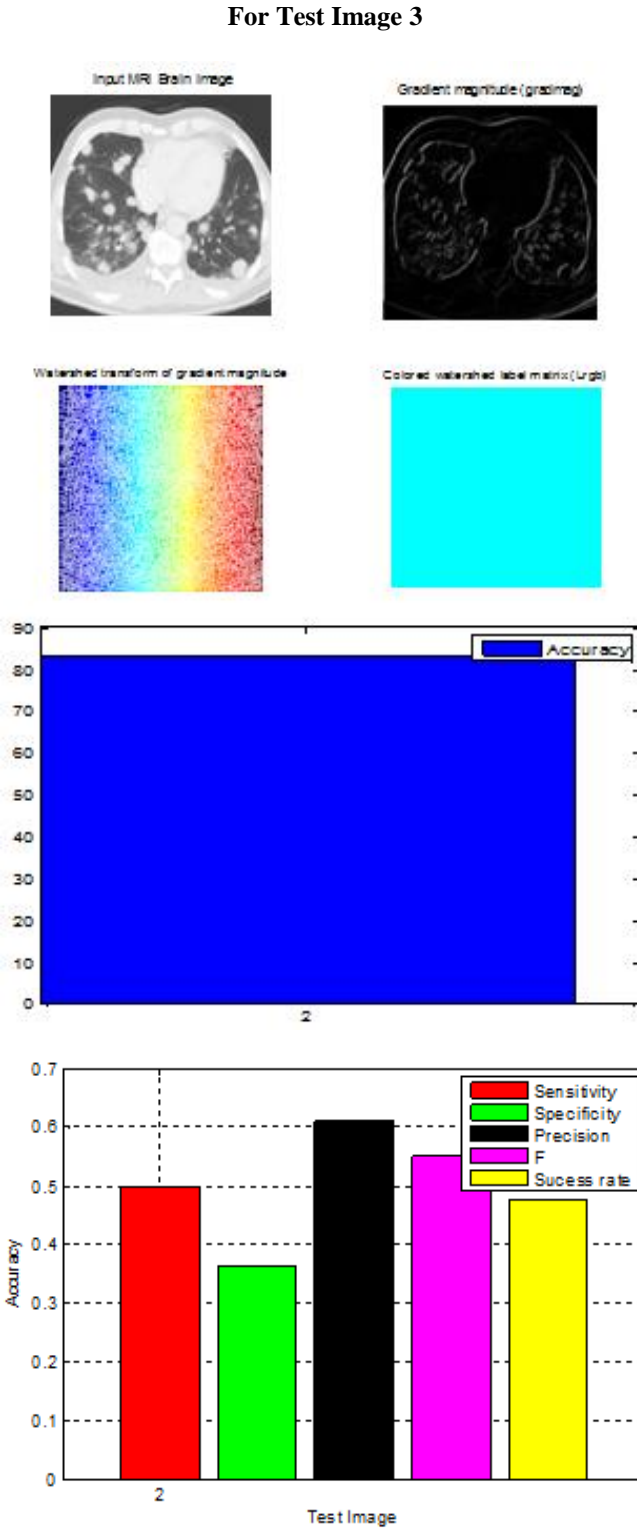 For Test Image 3
Input MRI Brain Image
Gradient magnitude (gradmag)
Watershed transform of gradient magnitude
Colored watershed label matrix (Lrgb)
90
80
70
60
50
40
30
20
10
0
2
Accuracy
0.7
0.6
0.5
0.4
0.3
0.2
0.1
0
Accuracy
Sensitivity
Specificity
Precision
F
Sucess rate
2
Test Image